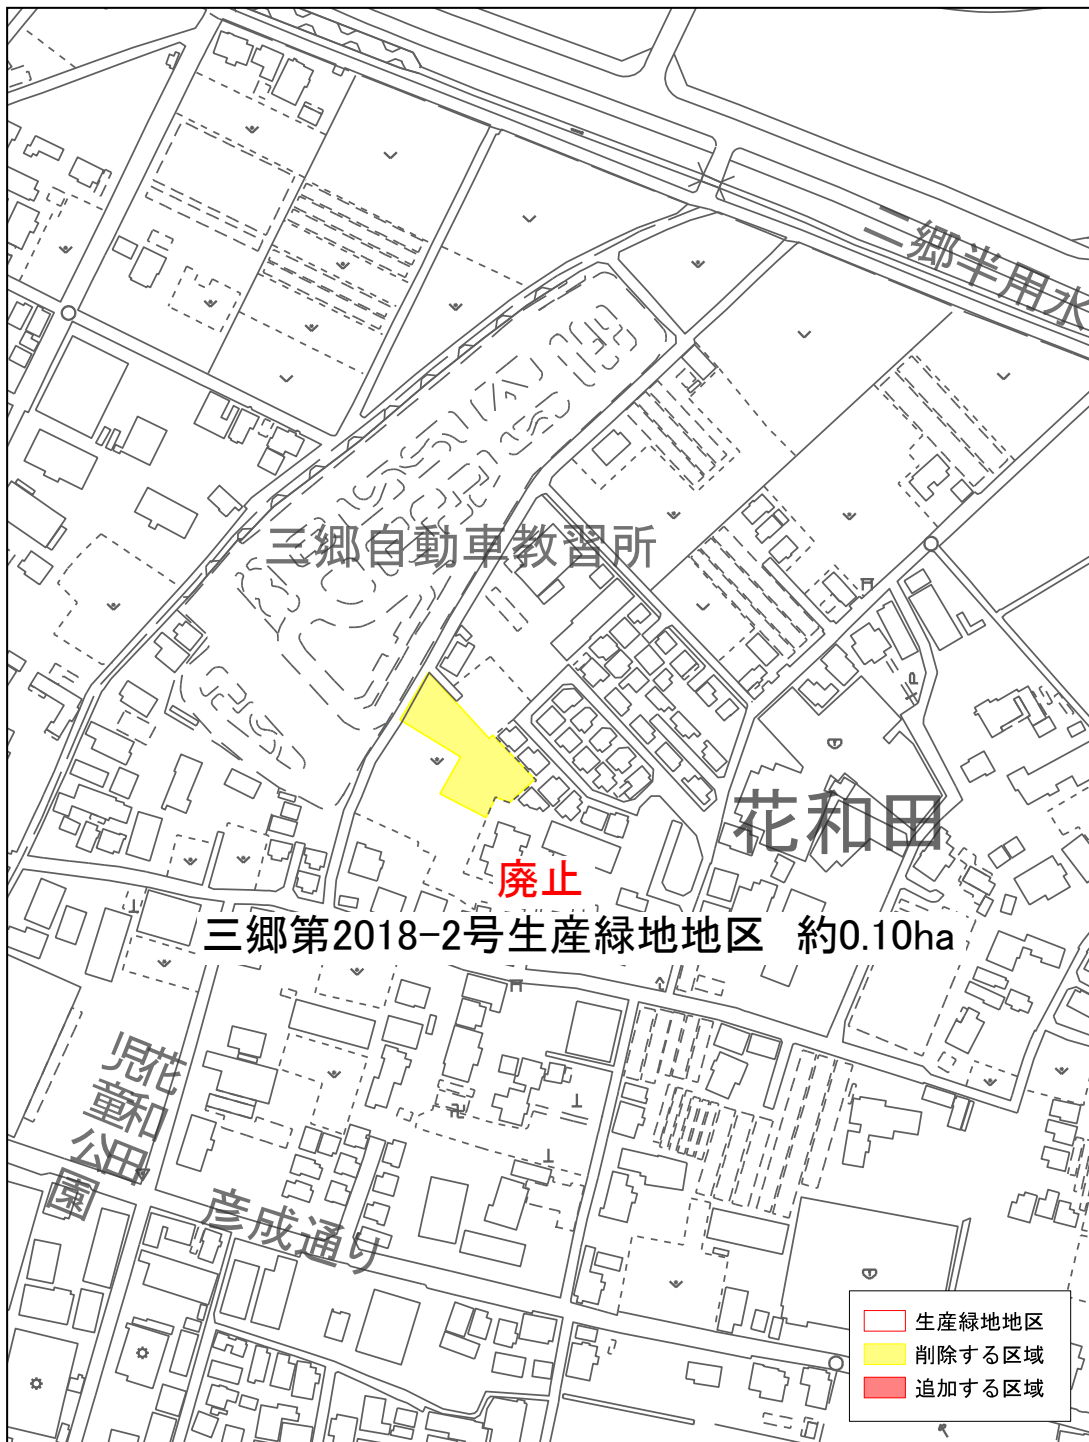 二郷半用水
三郷自動車教習所
花和田
廃止
三郷第2018-2号生産緑地地区　約0.10ha
花和田
児童公園
彦成通り
生産緑地地区
削除する区域
追加する区域